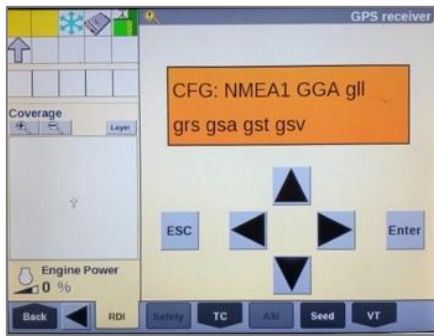 GPS receiver
CFG: NMEA1 GGA gll
grs gsa gst gsv
Coverage
Layer
ESC
Enter
Engine Power
0 %
Back
RDI
Safety
TC
ASI
Seed
VT